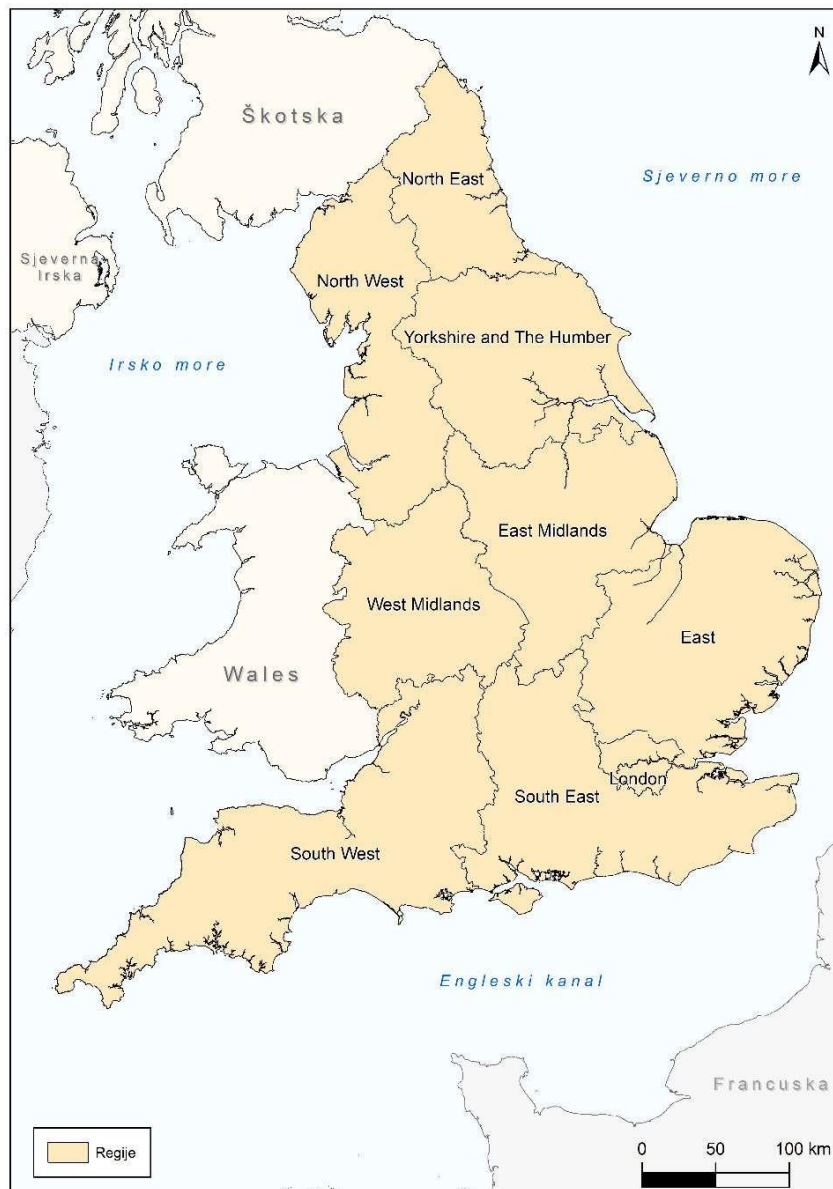 N
Škotska
North East
Sjeverno more
Sjeverna
Irska
North West
Yorkshire and The Humber
Irsko more
East Midlands
West Midlands
East
Wales
London
South East
South West
Engleski kanal
Francuska
Regije
0 50 100 km